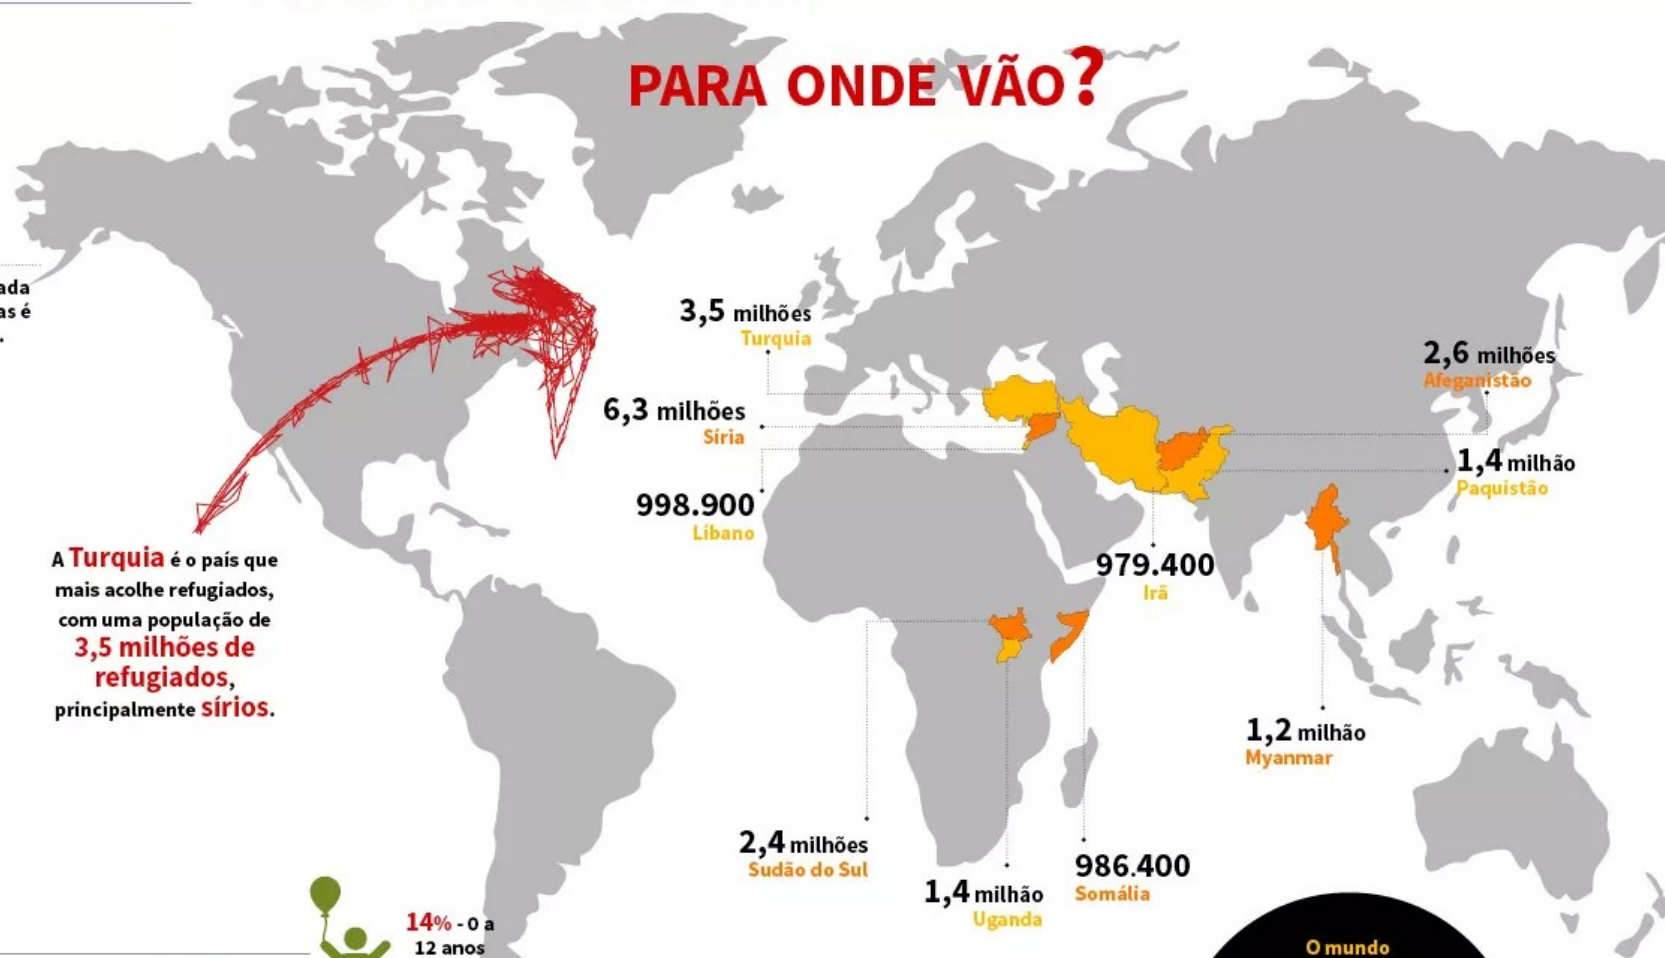 PARA ONDE VÃO?
ada
as é
.
3,5 milhões
Turquia
6,3 milhões
Síria
998.900
Líbano
2,6 milhões
Afeganistão
1,4 milhão
Paquistão
979.400
Irã
A Turquia é o país que
mais acolhe refugiados,
com uma população de
3,5 milhões de
refugiados,
principalmente sírios.
1,2 milhão
Myanmar
2,4 milhões
Sudão do Sul
1,4 milhão
Uganda
986.400
Somália
14% - 0 a
12 anos
O mundo